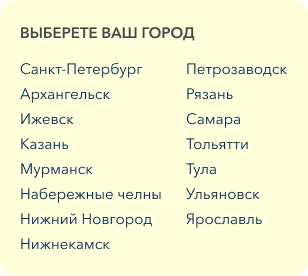 ВЫБЕРЕТЕ ВАШ ГОРОД
Санкт-Петербург
Архангельск
Ижевск
Казань
Мурманск
Набережные челны
Нижний Новгород
Нижнекамск
Петрозаводск
Рязань
Самара
Тольятти
Тула
Ульяновск
Ярославль